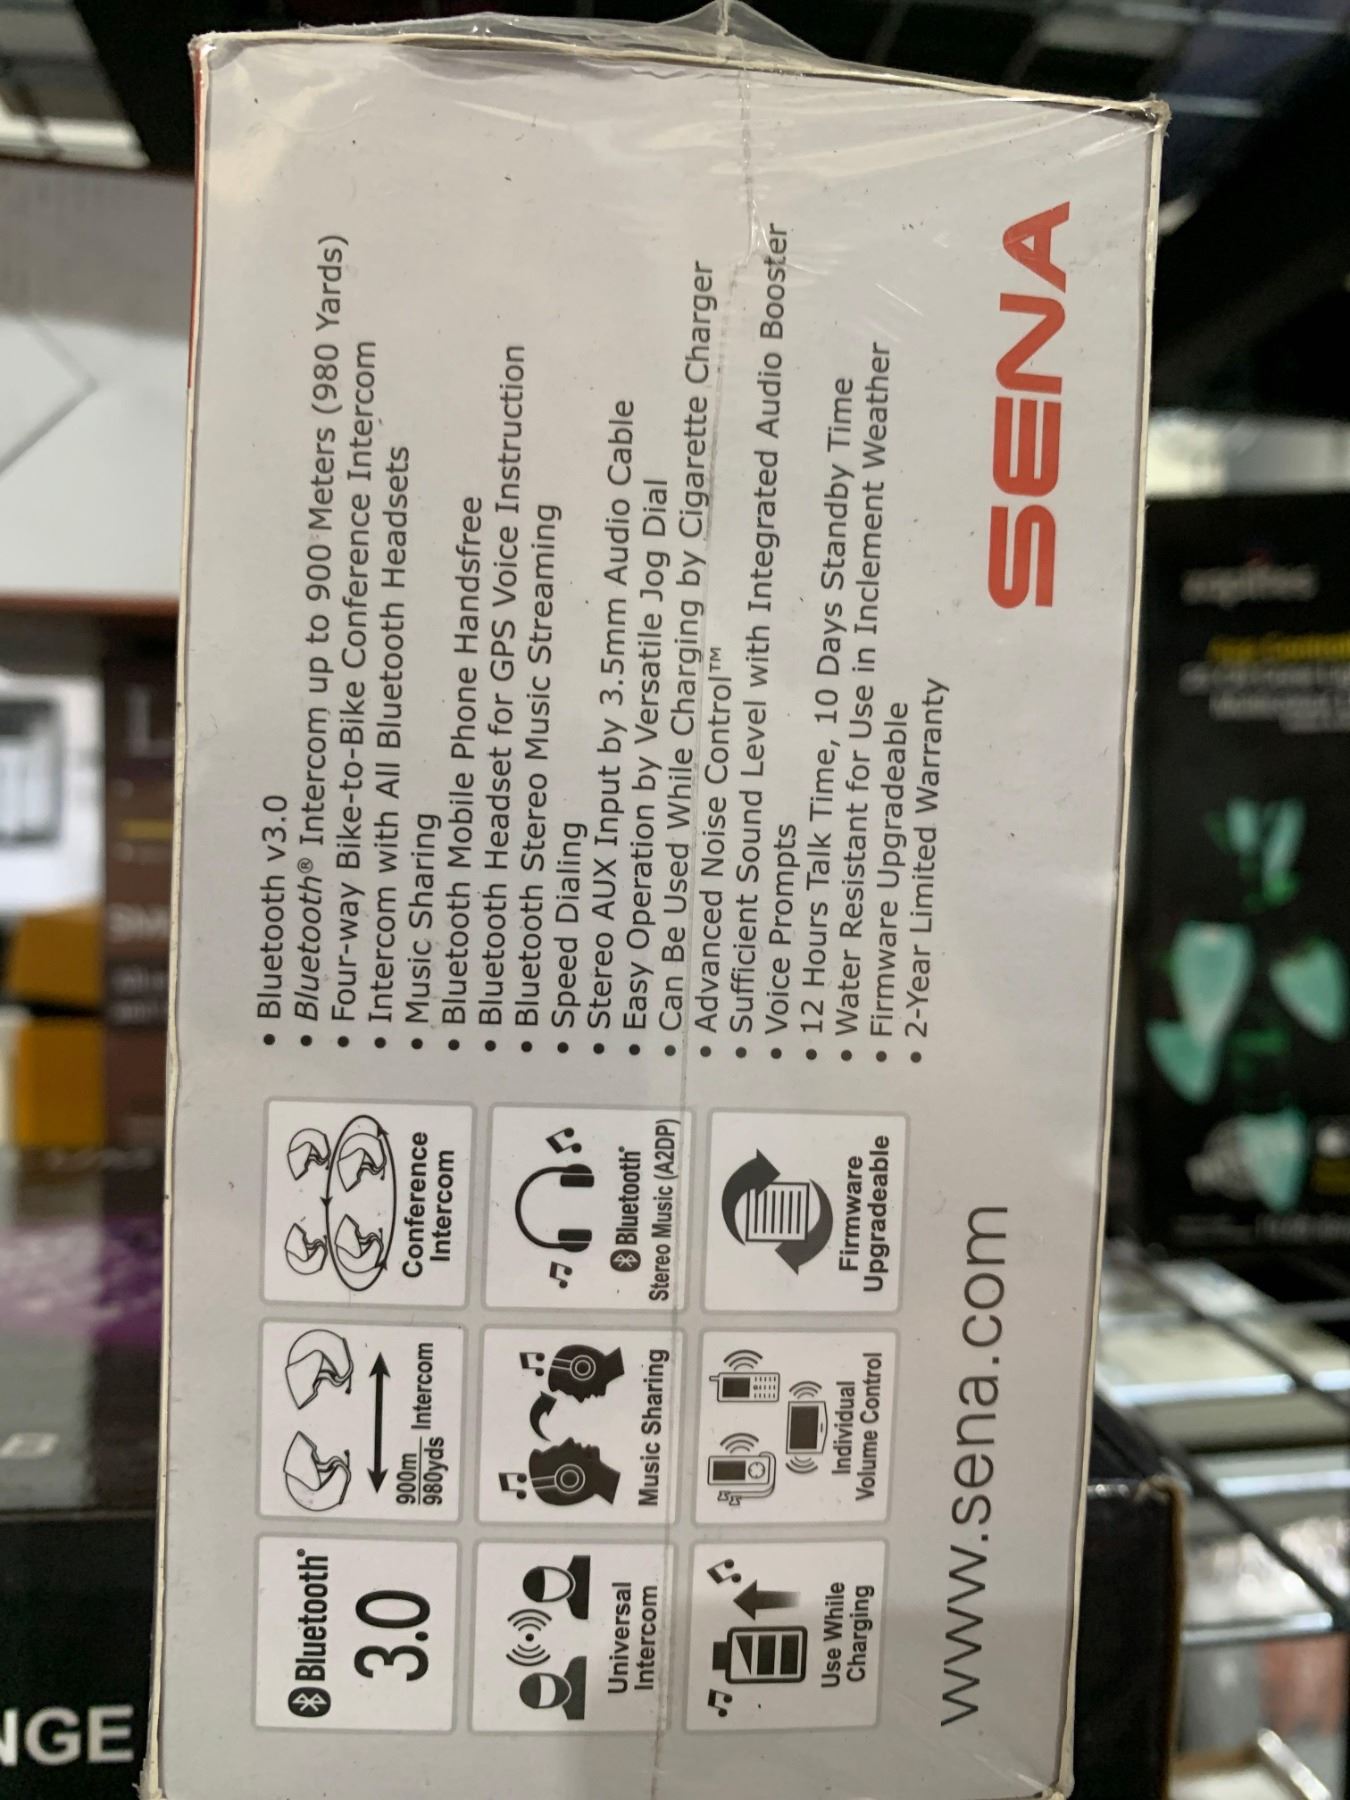 • Bluetooth v3.0
• Bluetooth® Intercom up to 900 Meters (980 Yards)
• Four-way Bike-to-Bike Conference Intercom
• Intercom with All Bluetooth Headsets
• Music Sharing
• Bluetooth Mobile Phone Handsfree
• Bluetooth Headset for GPS Voice Instruction
• Bluetooth Stereo Music Streaming
• Speed Dialing
• Stereo AUX Input by 3.5mm Audio Cable
• Easy Operation by Versatile Jog Dial
• Can Be Used While Charging by Cigarette Charger
• Advanced Noise Control™
• Sufficient Sound Level with Integrated Audio Booster
• Voice Prompts
• 12 Hours Talk Time, 10 Days Standby Time
• Water Resistant for Use in Inclement Weather
• Firmware Upgradeable
• 2-Year Limited Warranty
Bluetooth®
3.0
900m
980yds Intercom
Conference
Intercom
Universal
Intercom
Music Sharing
Bluetooth®
Stereo Music (A2DP)
Use While
Charging
Individual
Volume Control
Firmware
Upgradeable
www.sena.com
SENA
NGE